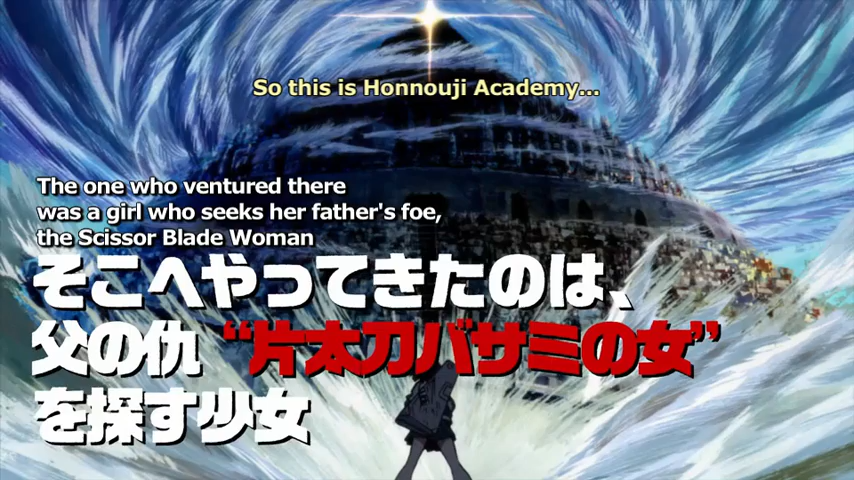 So this is Honnouji Academy...
The one who ventured there
was a girl who seeks her father's foe,
the Scissor Blade Woman
そこへやってきたのは、
父の仇“片太刀バサミの女”
を探す少女